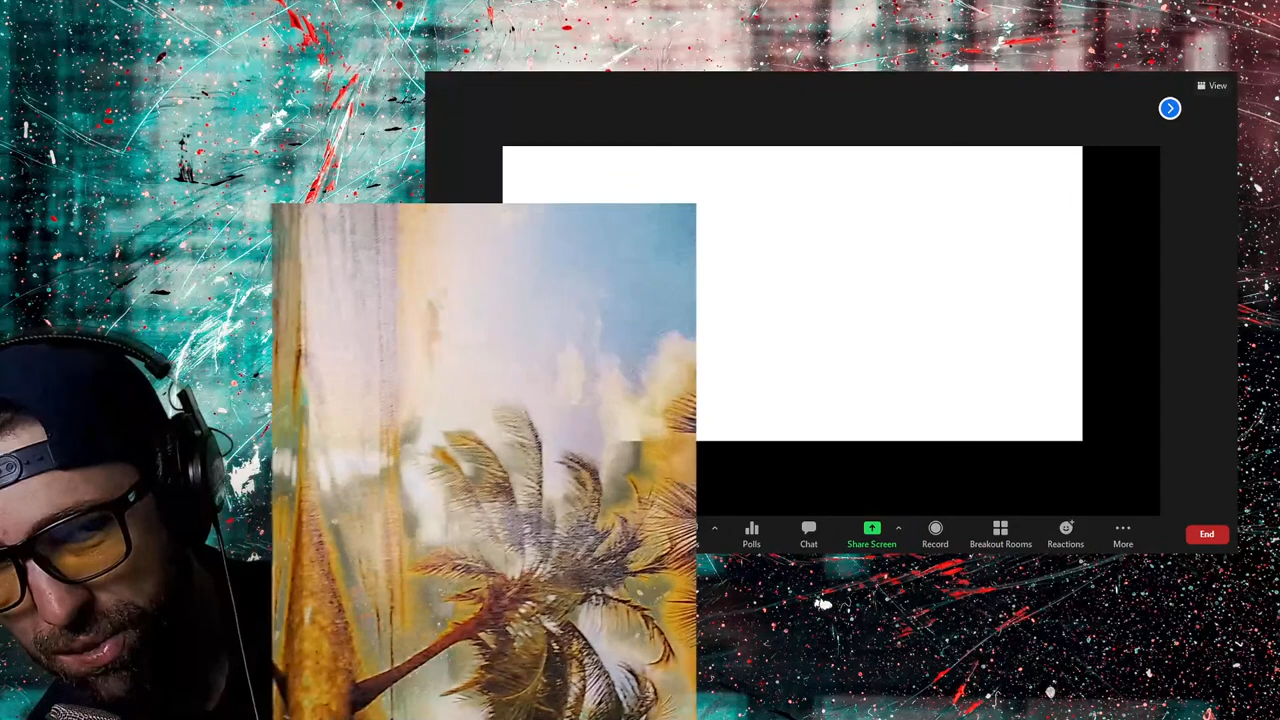 View
Polls
Chat
Share Screen
Record
Breakout Rooms
Reactions
More
End